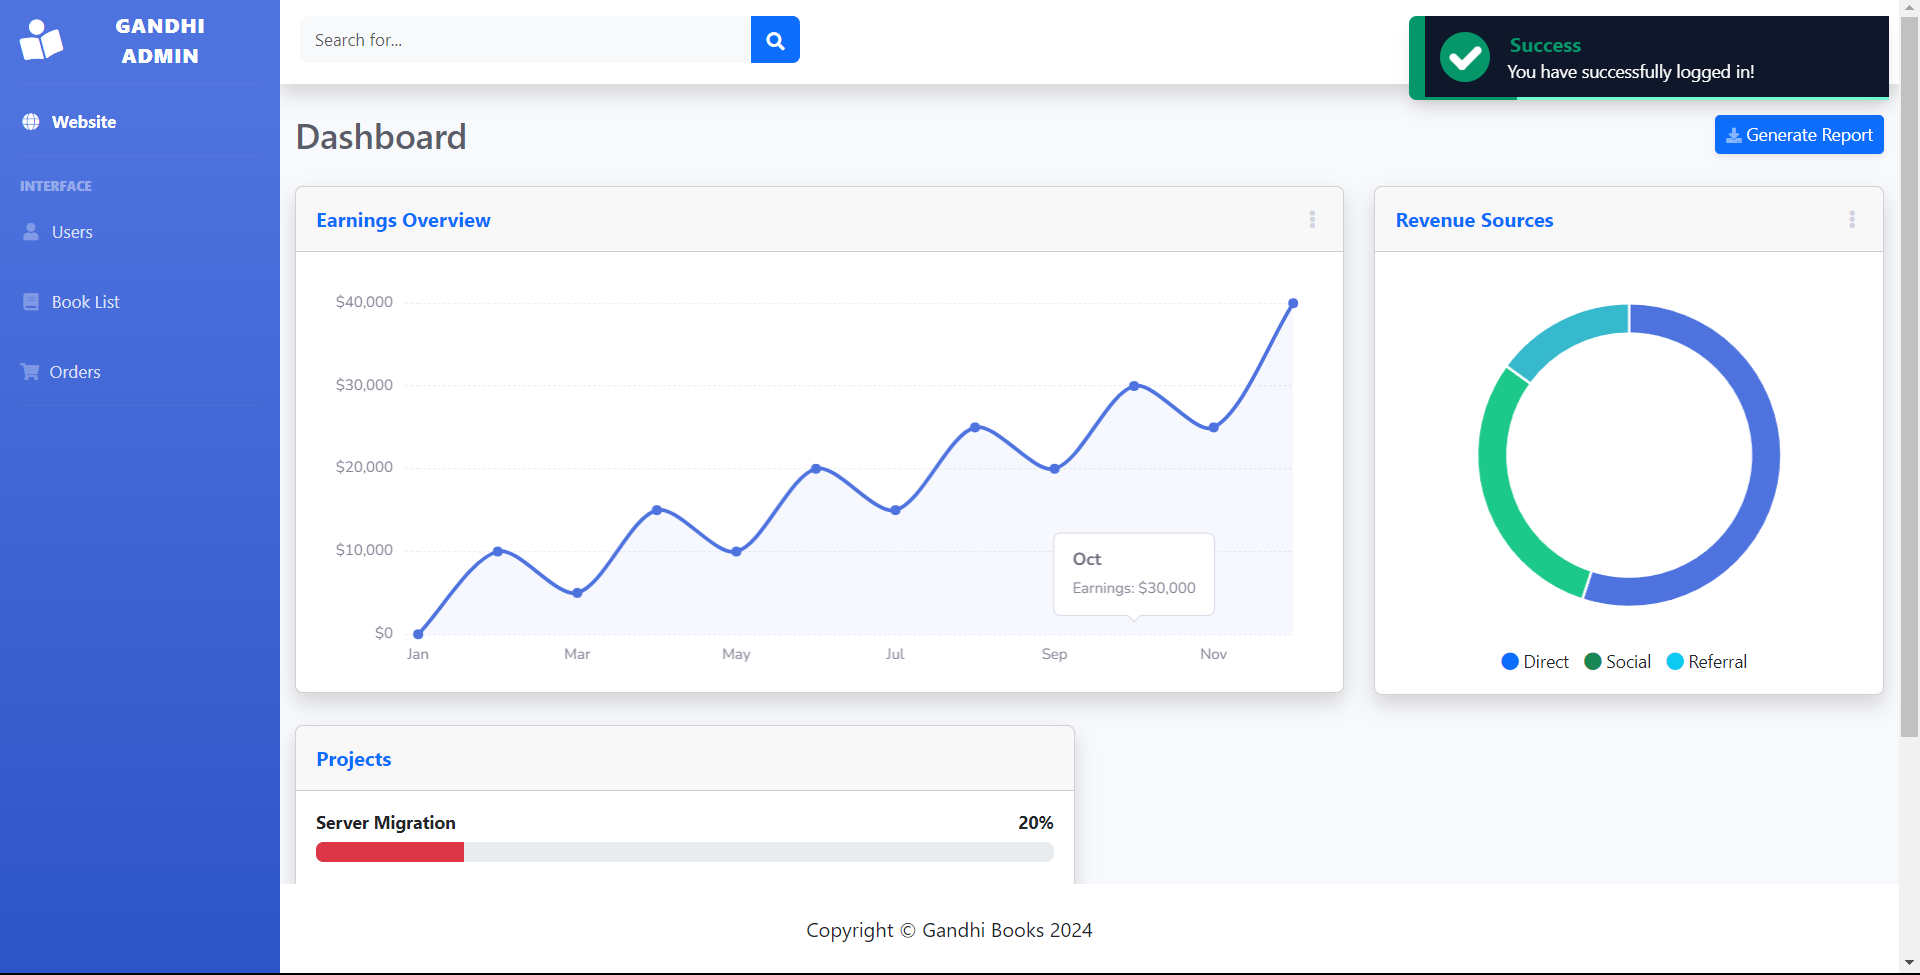 GANDHI
ADMIN
Website
INTERFACE
Users
Book List
Orders
Search for...
Success
You have successfully logged in!
Dashboard
Generate Report
Earnings Overview
$40,000
$30,000
$20,000
$10,000
$0
Jan Mar May Jul Sep Nov
Oct
Earnings: $30,000
Revenue Sources
Direct Social Referral
Projects
Server Migration 20%
Copyright © Gandhi Books 2024